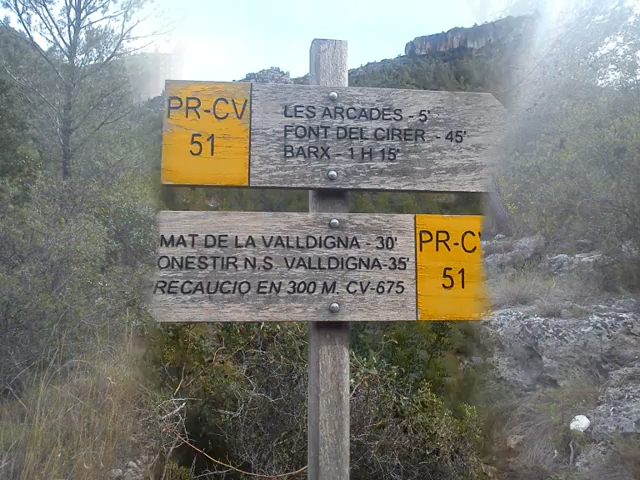 PR-CV
51
LES ARCADES - 5'
FONT DEL CIRER - 45'
BARX - 1 H 15'
MAT DE LA VALLDIGNA - 30'
ONESTIR N.S. VALLDIGNA-35'
RECAUCIO EN 300 M. CV-675
PR-C
51